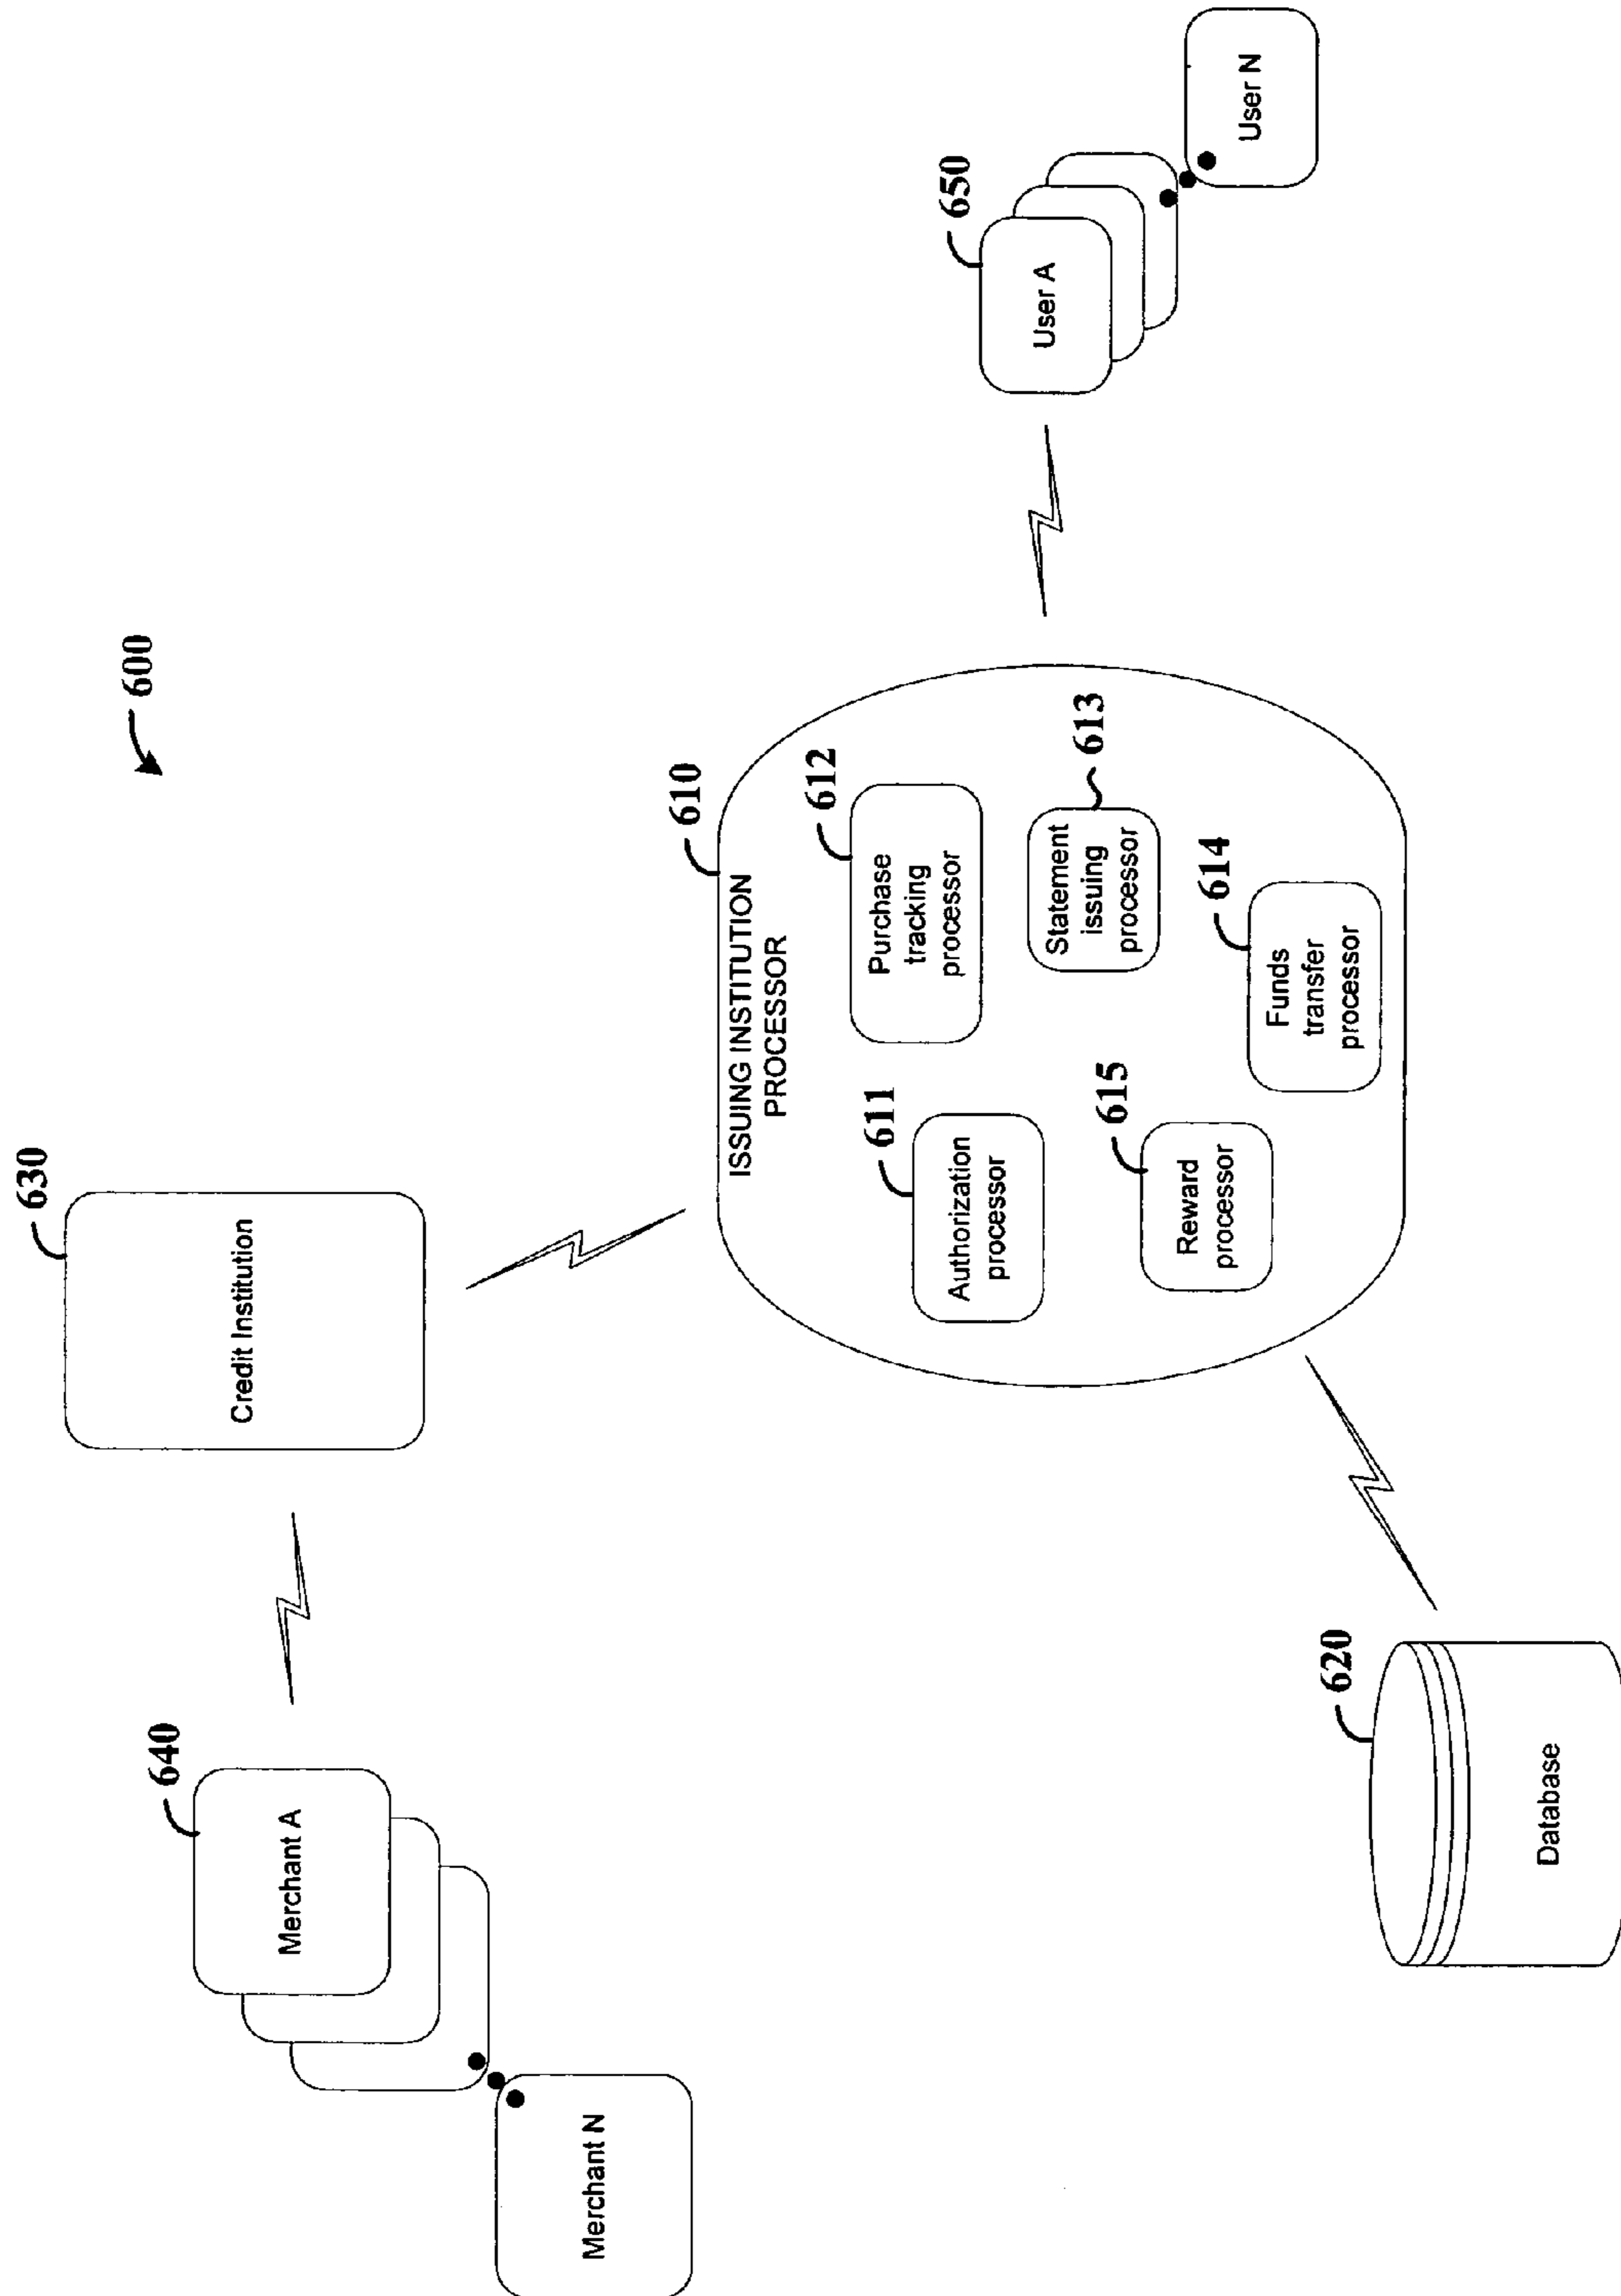 600
630
Credit Institution
640
Merchant A
Merchant N
610
ISSUING INSTITUTION
PROCESSOR
611
Authorization
processor
612
Purchase
tracking
processor
613
Statement
issuing
processor
615
Reward
processor
614
Funds
transfer
processor
650
User A
User N
620
Database